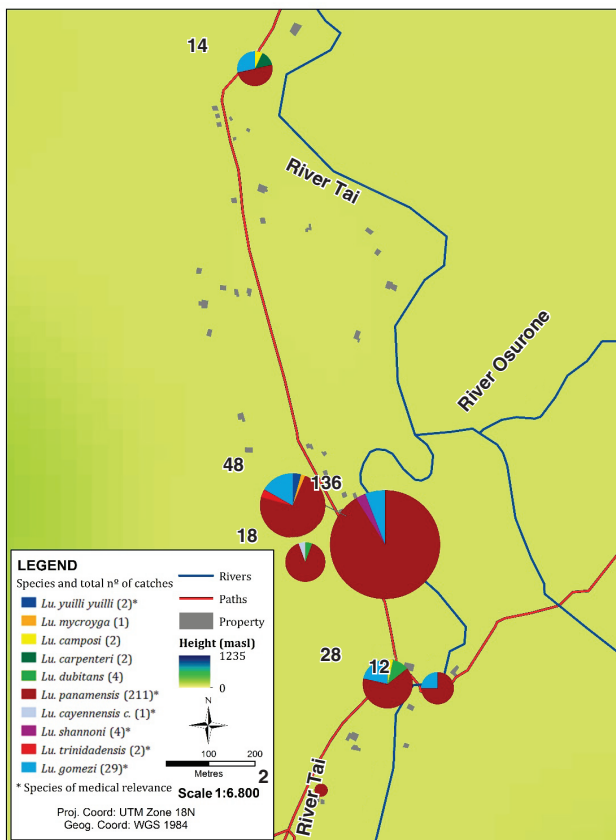 14
River Tai
River Osurone
48
136
18
28
12
2
River Tai
LEGEND
Species and total nº of catches
Lu. yuilli yuilli (2)*
Lu. mycroyga (1)
Lu. camposi (2)
Lu. carpenteri (2)
Lu. dubitans (4)
Lu. panamensis (211)*
Lu. cayennensis c. (1)*
Lu. shannoni (4)*
Lu. trinidadensis (2)*
Lu. gomezi (29)*
* Species of medical relevance
Rivers
Paths
Property
Height (masl)
1235
0
N
100 200
Metres
Scale 1:6.800
Proj. Coord: UTM Zone 18N
Geog. Coord: WGS 1984